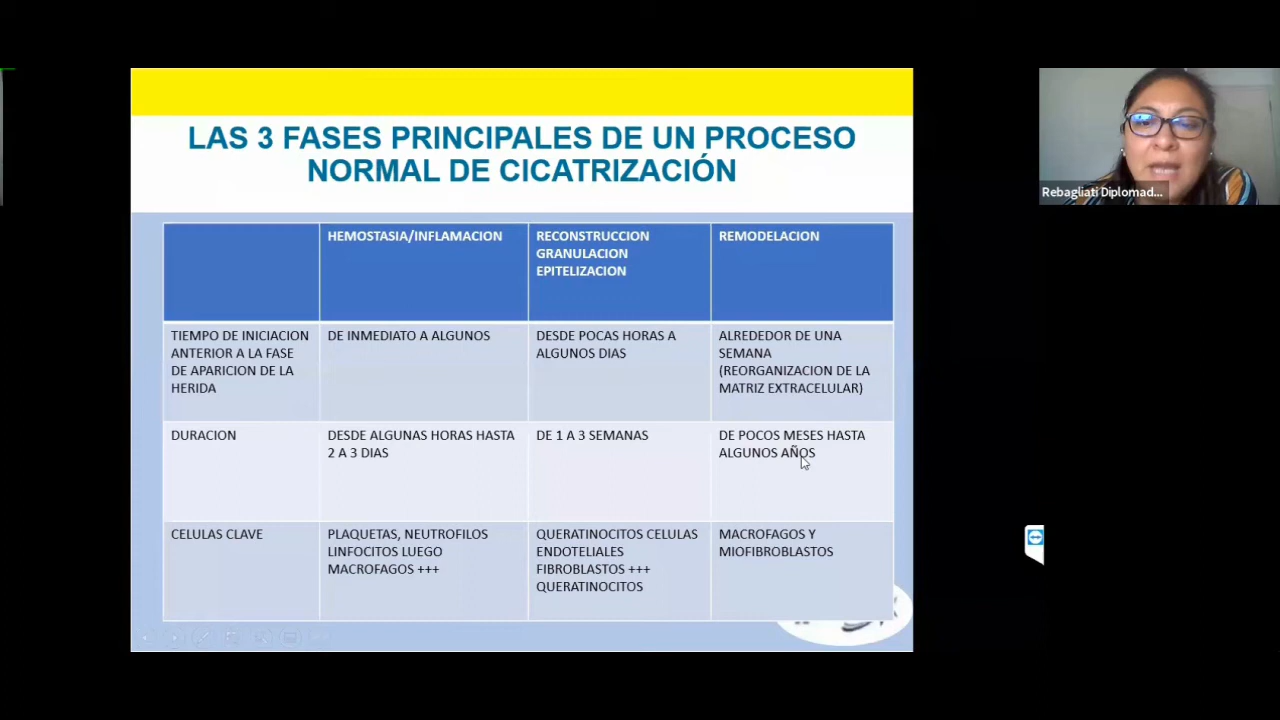 LAS 3 FASES PRINCIPALES DE UN PROCESO
NORMAL DE CICATRIZACIÓN
HEMOSTASIA/INFLAMACION
RECONSTRUCCION
GRANULACION
EPITELIZACION
REMODELACION
TIEMPO DE INICIACION
ANTERIOR A LA FASE
DE APARICION DE LA
HERIDA
DE INMEDIATO A ALGUNOS
DESDE POCAS HORAS A
ALGUNOS DIAS
ALREDEDOR DE UNA
SEMANA
(REORGANIZACION DE LA
MATRIZ EXTRACELULAR)
DURACION
DESDE ALGUNAS HORAS HASTA
2 A 3 DIAS
DE 1 A 3 SEMANAS
DE POCOS MESES HASTA
ALGUNOS AÑOS
CELULAS CLAVE
PLAQUETAS, NEUTROFILOS
LINFOCITOS LUEGO
MACROFAGOS +++
QUERATINOCITOS CELULAS
ENDOTELIALES
FIBROBLASTOS +++
QUERATINOCITOS
MACROFAGOS Y
MIOFIBROBLASTOS
Rebagliati Diplomad...